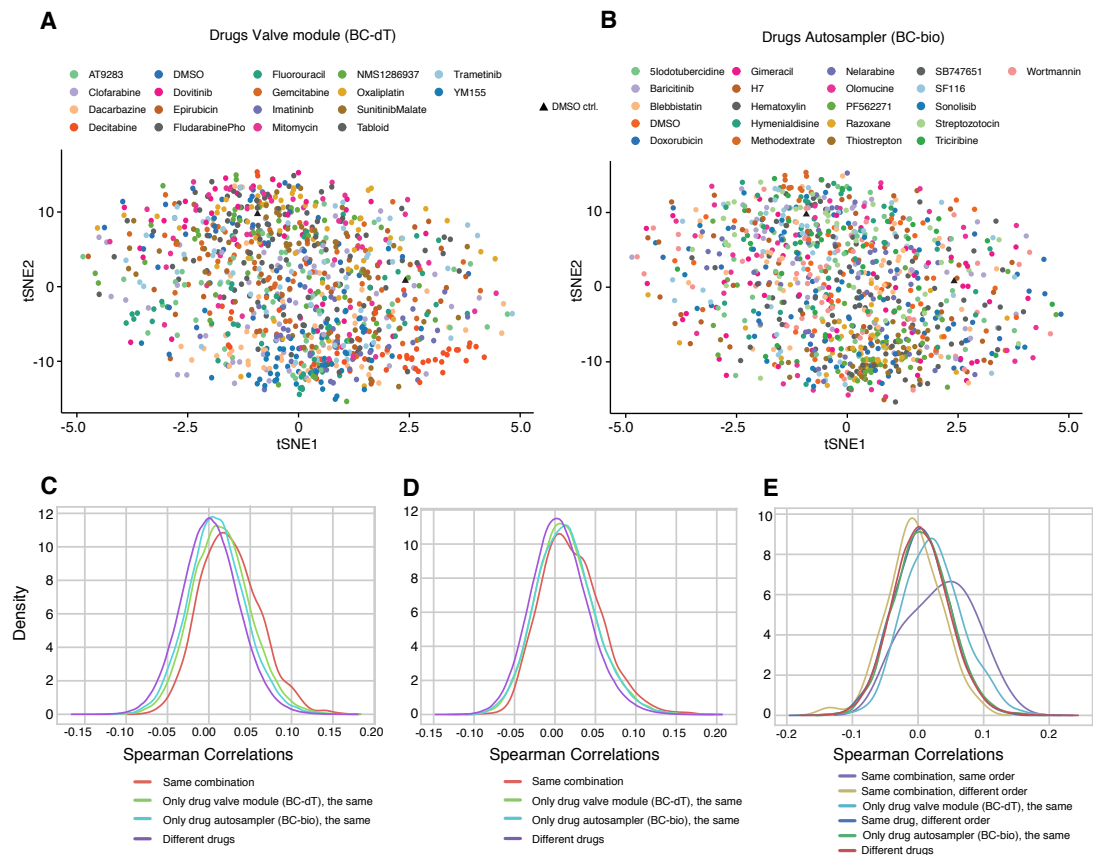 A
B
Drugs Valve module (BC-dT)
Drugs Autosampler (BC-bio)
AT9283
DMSO
Fluorouracil
NMS1286937
Trametinib
Clofarabine
Dovitinib
Gemcitabine
Oxaliplatin
YM155
Dacarbazine
Epirubicin
Imatininb
SunitinibMalate
Decitabine
FludarabinePho
Mitomycin
Tabloid
DMSO ctrl.
5Iodotubercidine
Gimeracil
Nelarabine
SB747651
Wortmannin
Baricitinib
H7
Olomucine
SF116
Blebbistatin
Hematoxylin
PF562271
Sonolisib
DMSO
Hymenialdisine
Razoxane
Streptozotocin
Doxorubicin
Methodextrate
Thiostrepton
Triciribine
tSNE2
10
0
-10
-5.0 -2.5 0 2.5 5.0
tSNE1
tSNE2
10
0
-10
-5.0 -2.5 0 2.5 5.0
tSNE1
C
D
E
Density
12
10
8
6
4
2
0
-0.15 -0.10 -0.05 0.00 0.05 0.10 0.15 0.20
Spearman Correlations
Same combination
Only drug valve module (BC-dT), the same
Only drug autosampler (BC-bio), the same
Different drugs
12
10
8
6
4
2
0
-0.15 -0.10 -0.05 0.00 0.05 0.10 0.15 0.20
Spearman Correlations
Same combination
Only drug valve module (BC-dT), the same
Only drug autosampler (BC-bio), the same
Different drugs
10
8
6
4
2
0
-0.2 -0.1 0.0 0.1 0.2
Spearman Correlations
Same combination, same order
Same combination, different order
Only drug valve module (BC-dT), the same
Same drug, different order
Only drug autosampler (BC-bio), the same
Different drugs